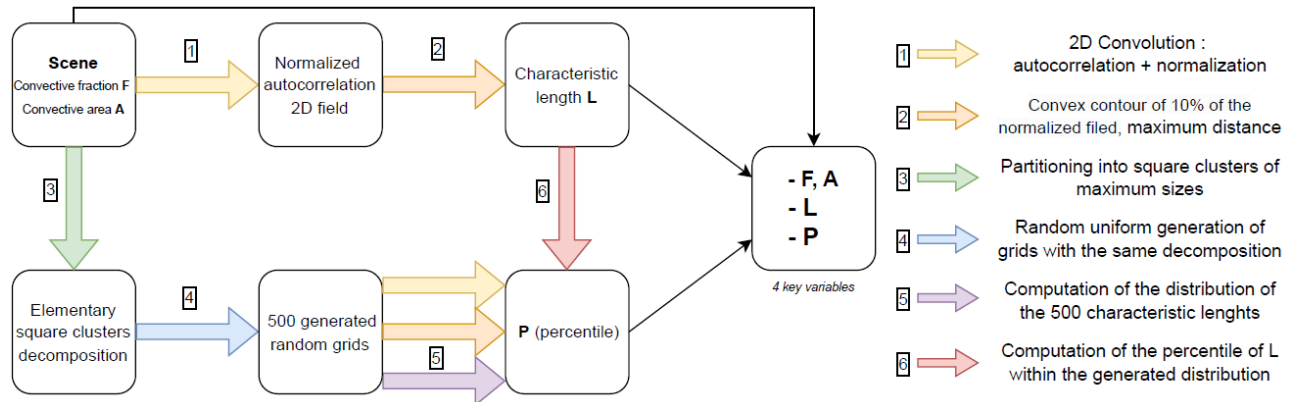 Scene
Convective fraction F
Convective area A
1
Normalized
autocorrelation
2D field
2
Characteristic
length L
3
6
- F, A
- L
- P
4 key variables
Elementary
square clusters
decomposition
4
500 generated
random grids
5
P (percentile)
1
2D Convolution :
autocorrelation + normalization
2
Convex contour of 10% of the
normalized filed, maximum distance
3
Partitioning into square clusters of
maximum sizes
4
Random uniform generation of
grids with the same decomposition
5
Computation of the distribution of
the 500 characteristic lenghts
6
Computation of the percentile of L
within the generated distribution